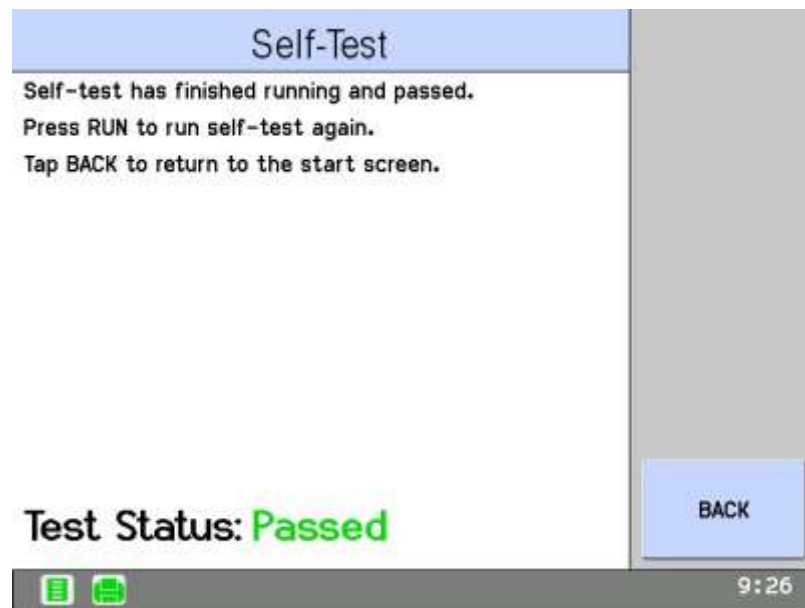 Self-Test
Self-test has finished running and passed.
Press RUN to run self-test again.
Tap BACK to return to the start screen.
Test Status: Passed
BACK
9:26